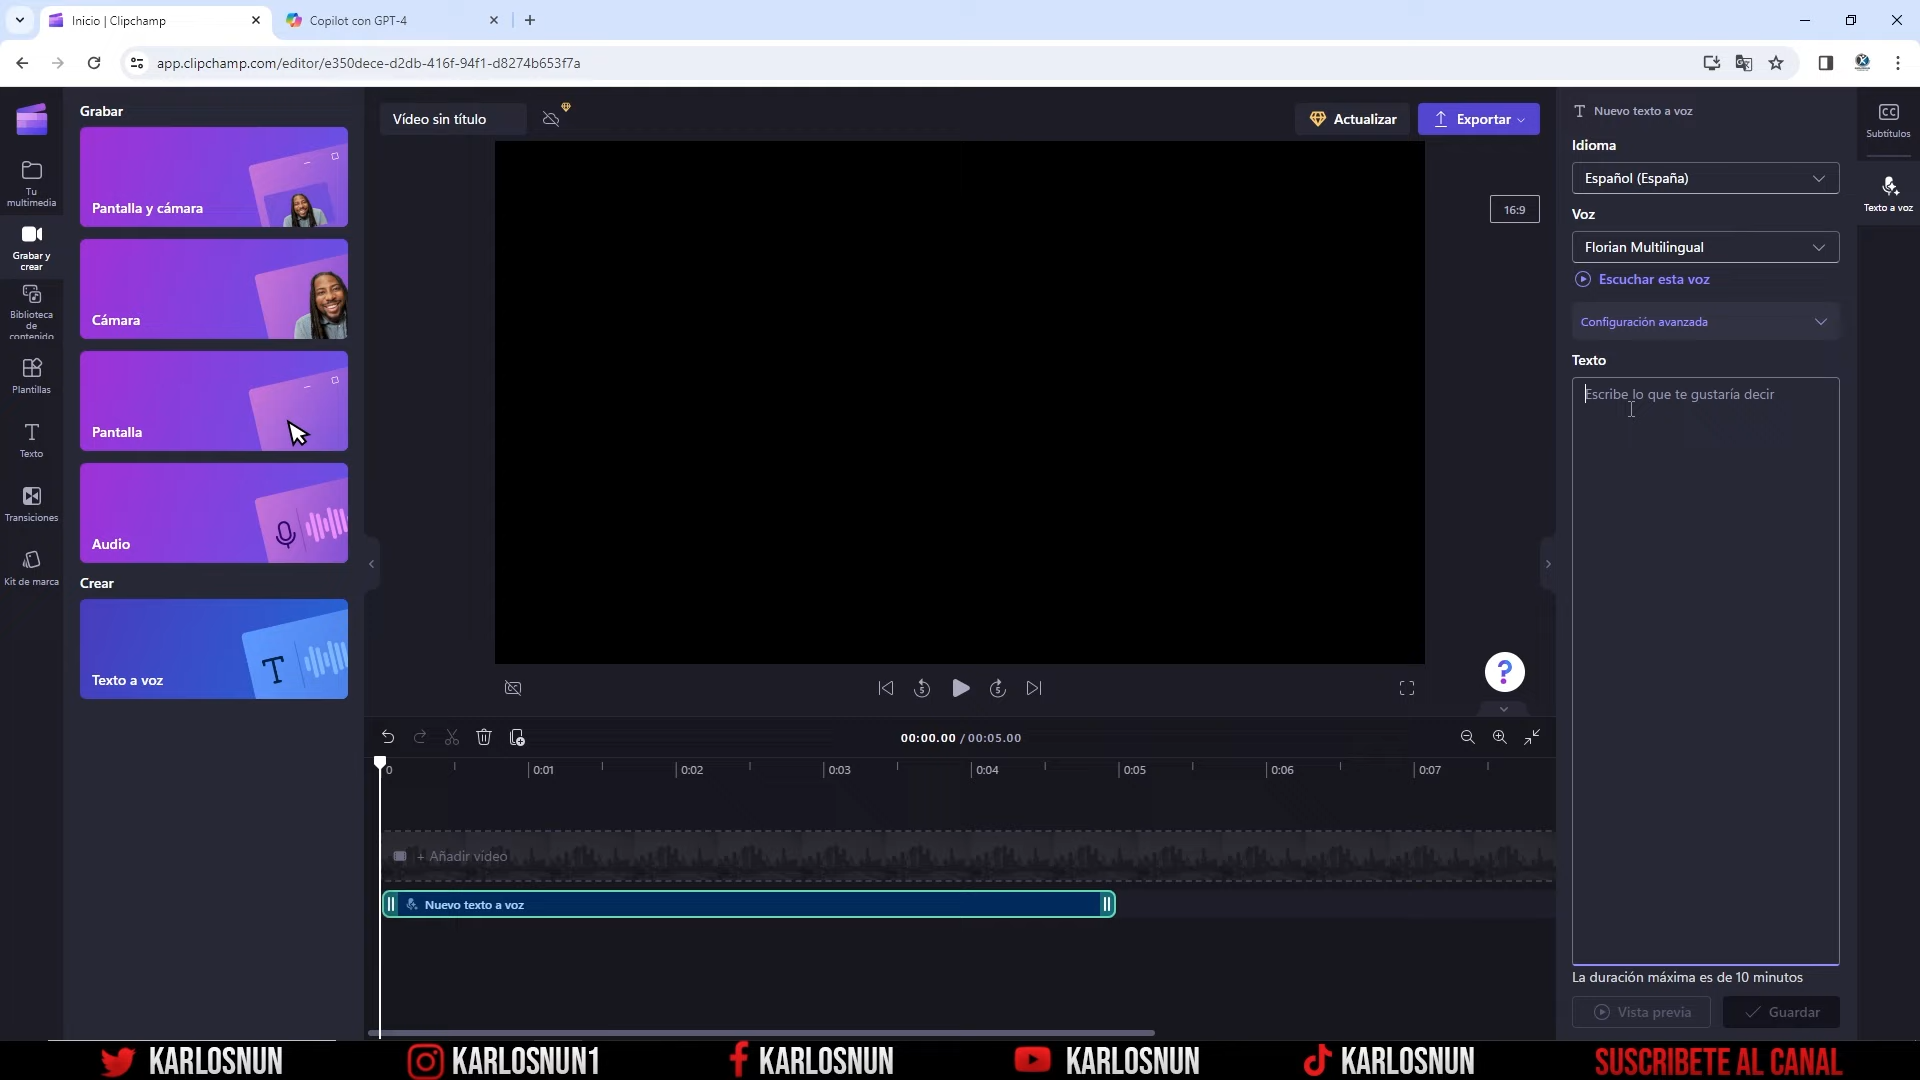 Inicio | Clipchamp
Copilot con GPT-4
app.clipchamp.com/editor/e350dece-d2db-416f-94f1-d8274b653f7a
Grabar
Pantalla y cámara
Cámara
Pantalla
Audio
Crear
Texto a voz
Tu
multimedia
Grabar y
crear
Biblioteca
de
contenido
Plantillas
Texto
Transiciones
Kit de marca
Vídeo sin título
Actualizar
Exportar
16:9
5
5
?
00:00.00 / 00:05.00
0
0:01
0:02
0:03
0:04
0:05
0:06
0:07
+ Añadir vídeo
Nuevo texto a voz
Nuevo texto a voz
Idioma
Español (España)
Voz
Florian Multilingual
Escuchar esta voz
Configuración avanzada
Texto
Escribe lo que te gustaría decir
La duración máxima es de 10 minutos
Vista previa
Guardar
CC
Subtítulos
Texto a voz
KARLOSNUN
KARLOSNUN1
KARLOSNUN
KARLOSNUN
KARLOSNUN
SUSCRIBETE AL CANAL